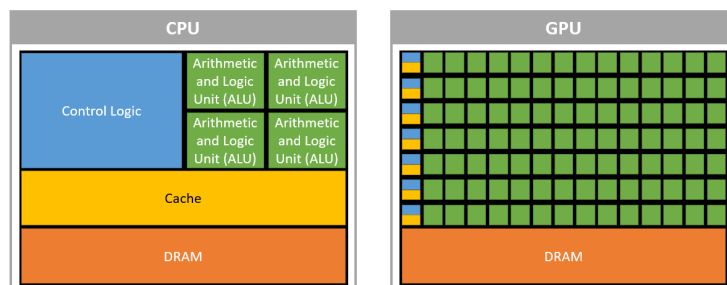 CPU
Control Logic
Arithmetic
and Logic
Unit (ALU)
Arithmetic
and Logic
Unit (ALU)
Arithmetic
and Logic
Unit (ALU)
Arithmetic
and Logic
Unit (ALU)
Cache
DRAM
GPU
DRAM